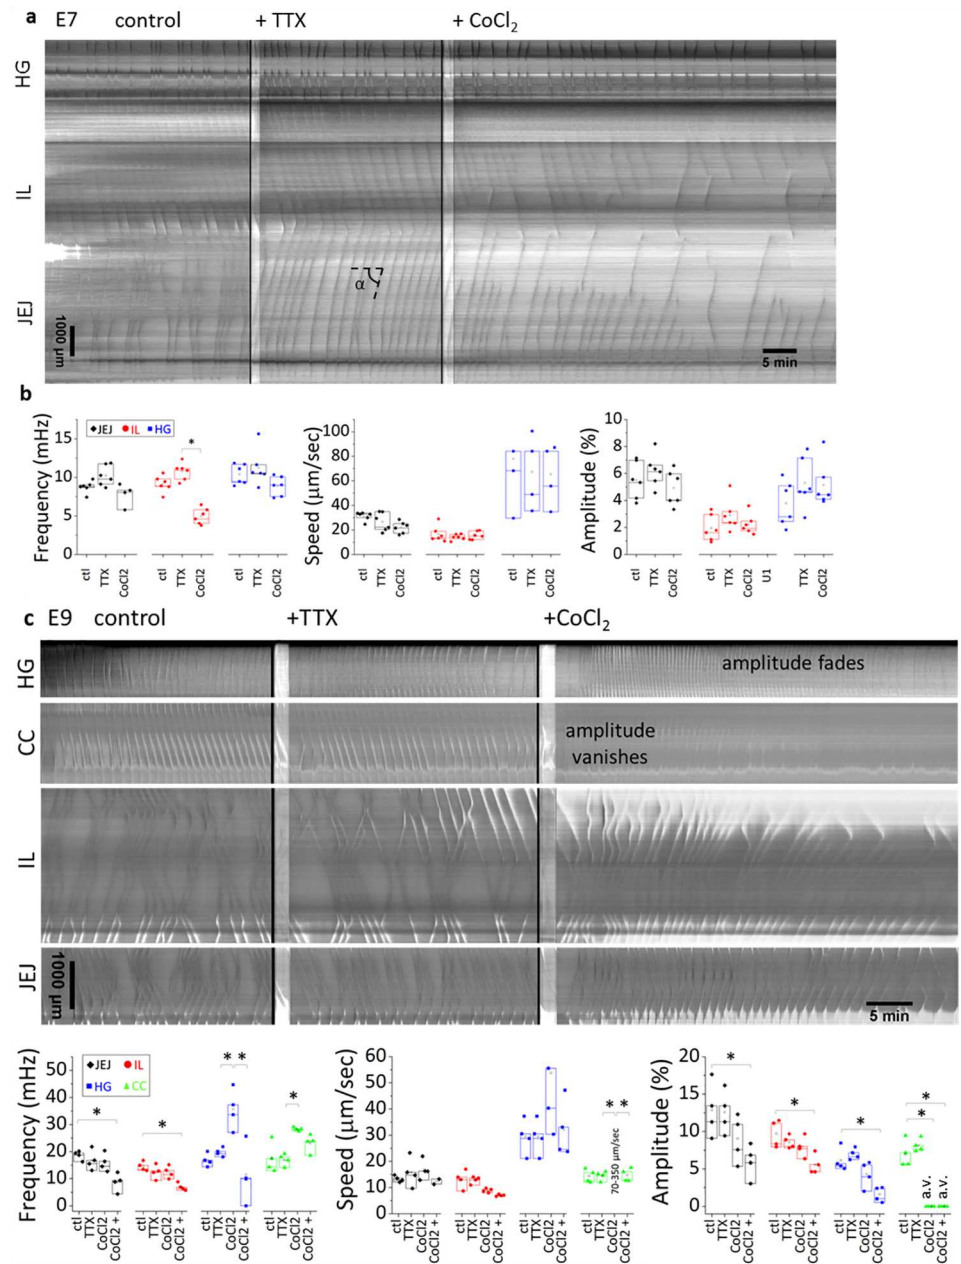 a E7 control + TTX + CoCl2
HG
IL
JEJ
α
1000 µm
5 min
b
Frequency (mHz)
15
10
5
0
JEJ IL HG
*
ctl TTX CoCl2
TTX CoCl2
ctl TTX CoCl2
Speed (µm/sec)
100
80
60
40
20
0
ctl TTX CoCl2
ctl TTX CoCl2
ctl TTX CoCl2
Amplitude (%)
10
8
6
4
2
0
ctl TTX CoCl2
ctl TTX CoCl2 U1
TTX CoCl2
c E9 control +TTX +CoCl2
HG
amplitude fades
CC
amplitude
vanishes
IL
JEJ
1000 µm
5 min
Frequency (mHz)
50
40
30
20
10
0
JEJ IL
HG CC
* * * * *
ctl TTX CoCl2 CoCl2 +
ctl TTX CoCl2 CoCl2 +
ctl TTX CoCl2 CoCl2 +
ctl TTX CoCl2 CoCl2 +
Speed (µm/sec)
60
50
40
30
20
10
0
* *
70-350 µm/sec
ctl TTX CoCl2 CoCl2 +
ctl TTX CoCl2 CoCl2 +
ctl TTX CoCl2 CoCl2 +
ctl TTX CoCl2 CoCl2 +
Amplitude (%)
20
15
10
5
0
* * * * *
a.v. a.v.
ctl TTX CoCl2 CoCl2 +
ctl TTX CoCl2 CoCl2 +
ctl TTX CoCl2 CoCl2 +
ctl TTX CoCl2 CoCl2 +